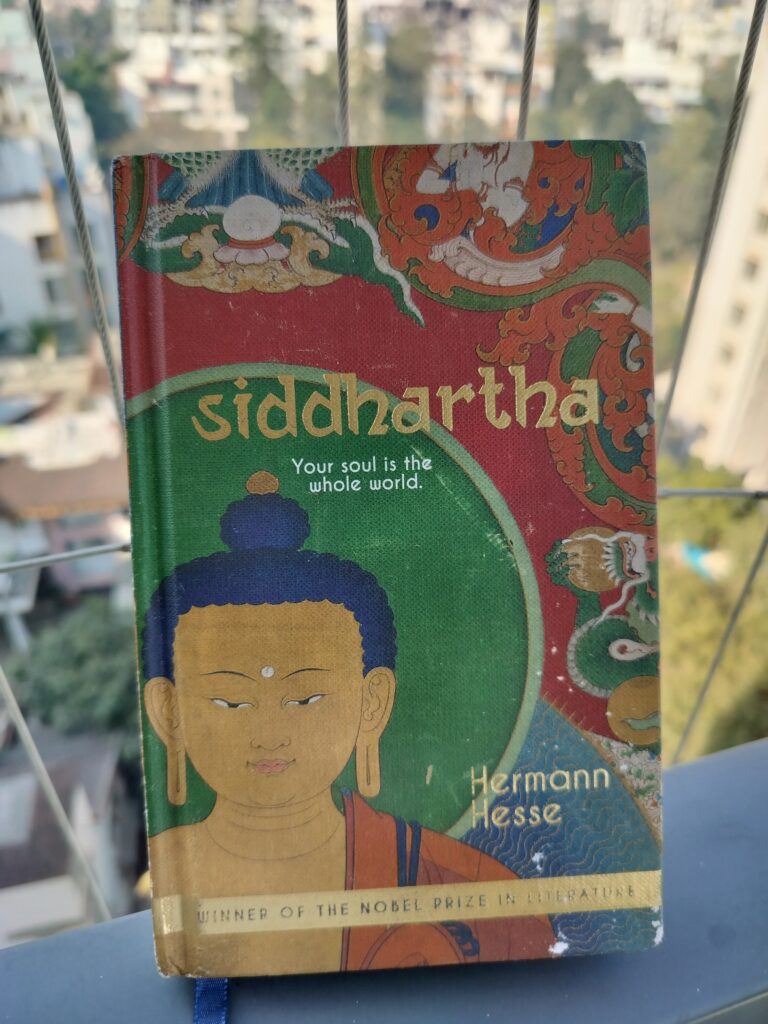 siddhartha
Your soul is the
whole world.
Hermann
Hesse
WINNER OF THE NOBEL PRIZE IN LITERATURE